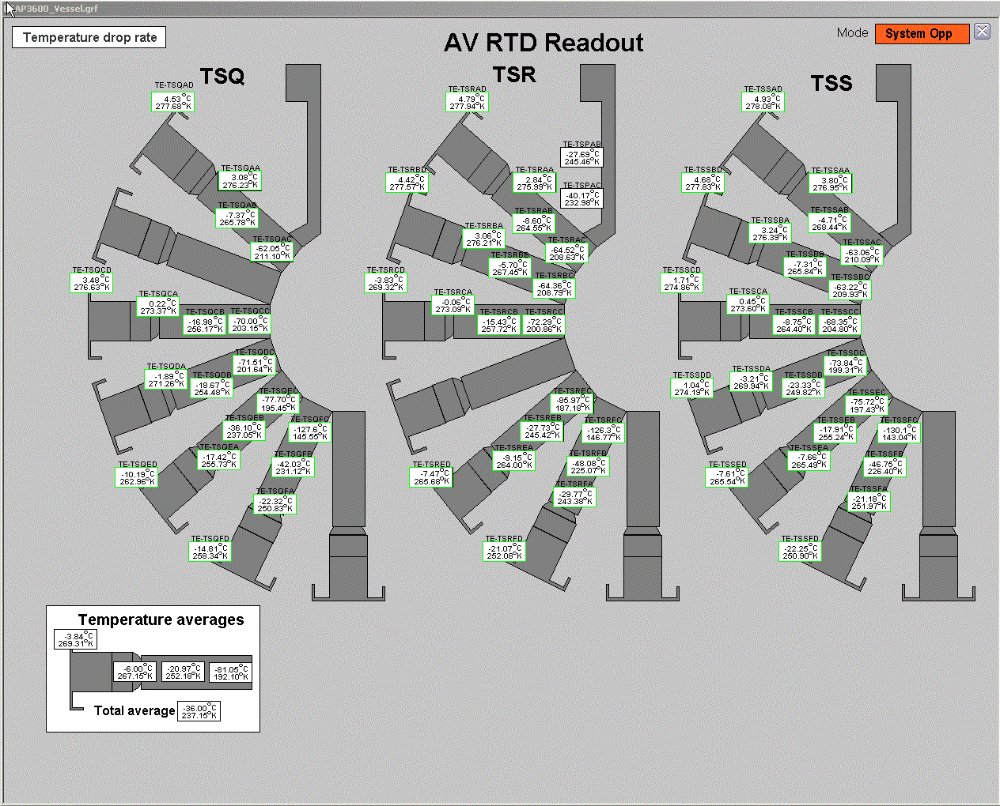 AP3600_Vessel.grf
Temperature drop rate
AV RTD Readout
Mode
System Opp
TSQ
TE-TSQAD
4.53°C
277.68°K
TE-TSQAA
3.08°C
276.23°K
TE-TSQAB
-7.37°C
265.78°K
TE-TSQAC
-62.05°C
211.10°K
TE-TSQCD
3.48°C
276.63°K
TE-TSQCA
0.22°C
273.37°K
TE-TSQCB
-16.98°C
256.17°K
TE-TSQCC
-70.00°C
203.15°K
TE-TSQDC
-71.51°C
201.64°K
TE-TSQDA
-1.89°C
271.26°K
TE-TSQDB
-18.67°C
254.48°K
TE-TSQEC
-77.70°C
195.45°K
TE-TSQEB
-36.10°C
237.05°K
TE-TSQFC
-127.6°C
145.55°K
TE-TSQEA
-17.42°C
255.73°K
TE-TSQFB
-42.03°C
231.12°K
TE-TSQED
-10.19°C
262.96°K
TE-TSQFA
-22.32°C
250.83°K
TE-TSQFD
-14.81°C
258.34°K
TSR
TE-TSRAD
4.79°C
277.94°K
TE-TSPAB
-27.69°C
245.46°K
TE-TSRBD
4.42°C
277.57°K
TE-TSRAA
2.84°C
275.99°K
TE-TSPAC
-40.17°C
232.98°K
TE-TSRAB
-8.60°C
264.55°K
TE-TSRBA
3.06°C
276.21°K
TE-TSRAC
-64.52°C
208.63°K
TE-TSRBB
-5.70°C
267.45°K
TE-TSRBC
-64.36°C
208.79°K
TE-TSRCD
-3.83°C
269.32°K
TE-TSRCA
-0.06°C
273.09°K
TE-TSRCB
-15.43°C
257.72°K
TE-TSRCC
-72.29°C
200.86°K
TE-TSREC
-85.97°C
187.18°K
TE-TSREB
-27.73°C
245.42°K
TE-TSRFC
-126.3°C
146.77°K
TE-TSREA
-9.15°C
264.00°K
TE-TSRFB
-48.08°C
225.07°K
TE-TSRED
-7.47°C
265.68°K
TE-TSRFA
-29.77°C
243.38°K
TE-TSRFD
-21.07°C
252.08°K
TSS
TE-TSSAD
4.93°C
278.08°K
TE-TSSBD
4.68°C
277.83°K
TE-TSSAA
3.80°C
276.95°K
TE-TSSAB
-4.71°C
268.44°K
TE-TSSBA
3.24°C
276.39°K
TE-TSSAC
-63.06°C
210.09°K
TE-TSSBB
-7.31°C
265.84°K
TE-TSSBC
-63.22°C
209.93°K
TE-TSSCD
1.71°C
274.86°K
TE-TSSCA
0.45°C
273.60°K
TE-TSSCB
-8.75°C
264.40°K
TE-TSSCC
-68.35°C
204.80°K
TE-TSSDC
-73.84°C
199.31°K
TE-TSSDD
1.04°C
274.19°K
TE-TSSDA
-3.21°C
269.94°K
TE-TSSDB
-23.33°C
249.82°K
TE-TSSEC
-75.72°C
197.43°K
TE-TSSEB
-17.91°C
255.24°K
TE-TSSFC
-130.1°C
143.04°K
TE-TSSEA
-7.66°C
265.49°K
TE-TSSFB
-46.75°C
226.40°K
TE-TSSED
-7.61°C
265.54°K
TE-TSSFA
-21.18°C
251.97°K
TE-TSSFD
-22.25°C
250.90°K
Temperature averages
-3.84°C
269.31°K
-6.00°C
267.15°K
-20.97°C
252.18°K
-81.05°C
192.10°K
Total average
-36.00°C
237.15°K